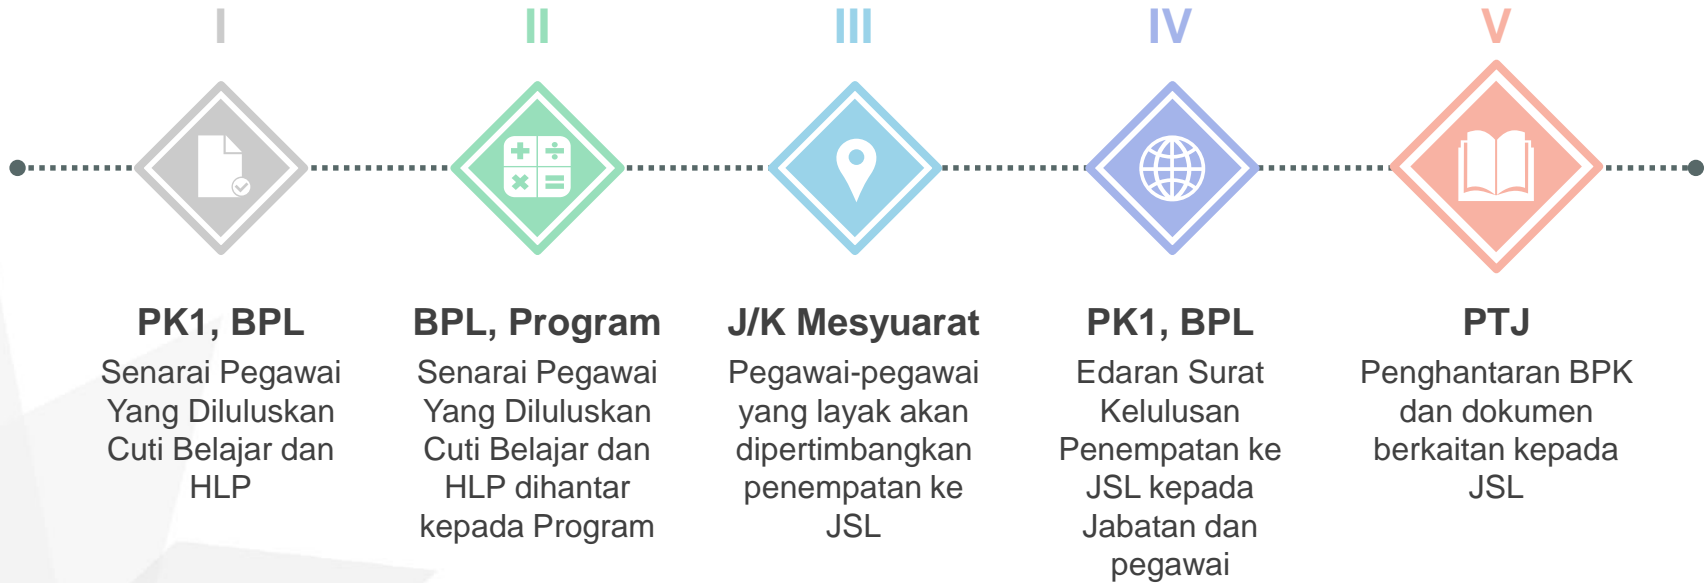 I
II
III
IV
V
PK1, BPL
Senarai Pegawai
Yang Diluluskan
Cuti Belajar dan
HLP
BPL, Program
Senarai Pegawai
Yang Diluluskan
Cuti Belajar dan
HLP dihantar
kepada Program
J/K Mesyuarat
Pegawai-pegawai
yang layak akan
dipertimbangkan
penempatan ke
JSL
PK1, BPL
Edaran Surat
Kelulusan
Penempatan ke
JSL kepada
Jabatan dan
pegawai
PTJ
Penghantaran BPK
dan dokumen
berkaitan kepada
JSL